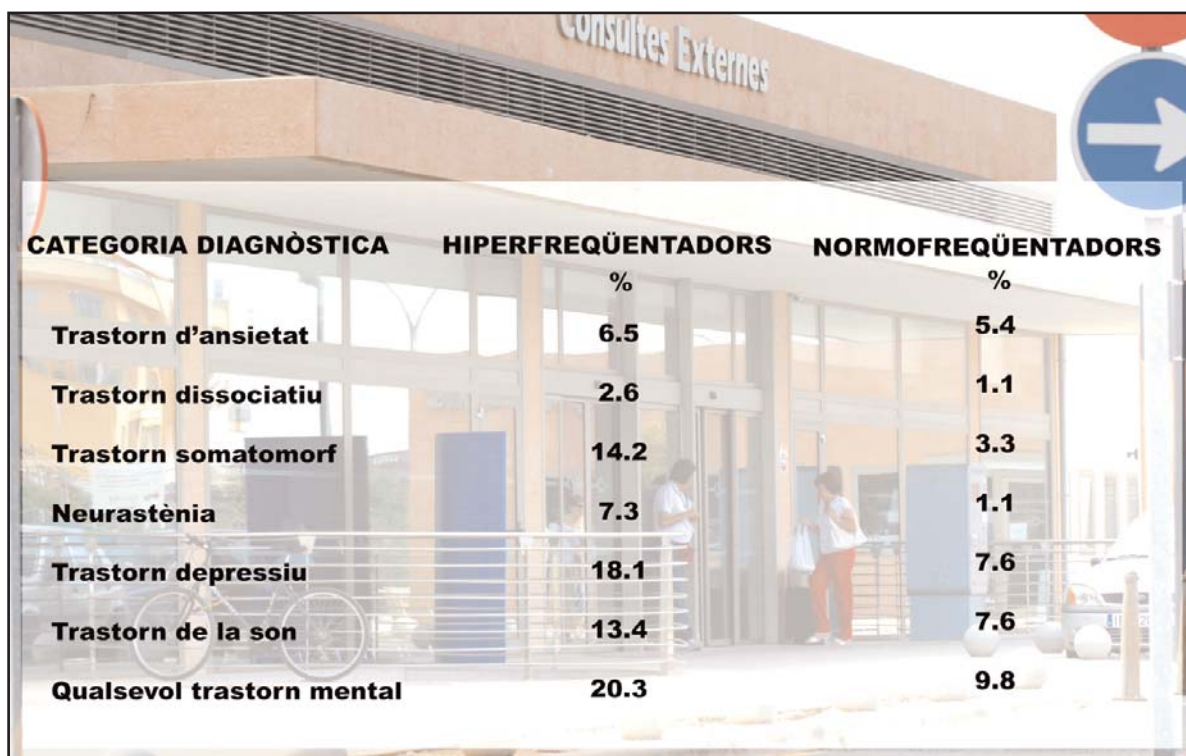 Consultes Externes
CATEGORIA DIAGNÒSTICA HIPERFREQÜENTADORS NORMOFREQÜENTADORS
% %
Trastorn d’ansietat 6.5 5.4
Trastorn dissociatiu 2.6 1.1
Trastorn somatomorf 14.2 3.3
Neurastènia 7.3 1.1
Trastorn depressiu 18.1 7.6
Trastorn de la son 13.4 7.6
Qualsevol trastorn mental 20.3 9.8